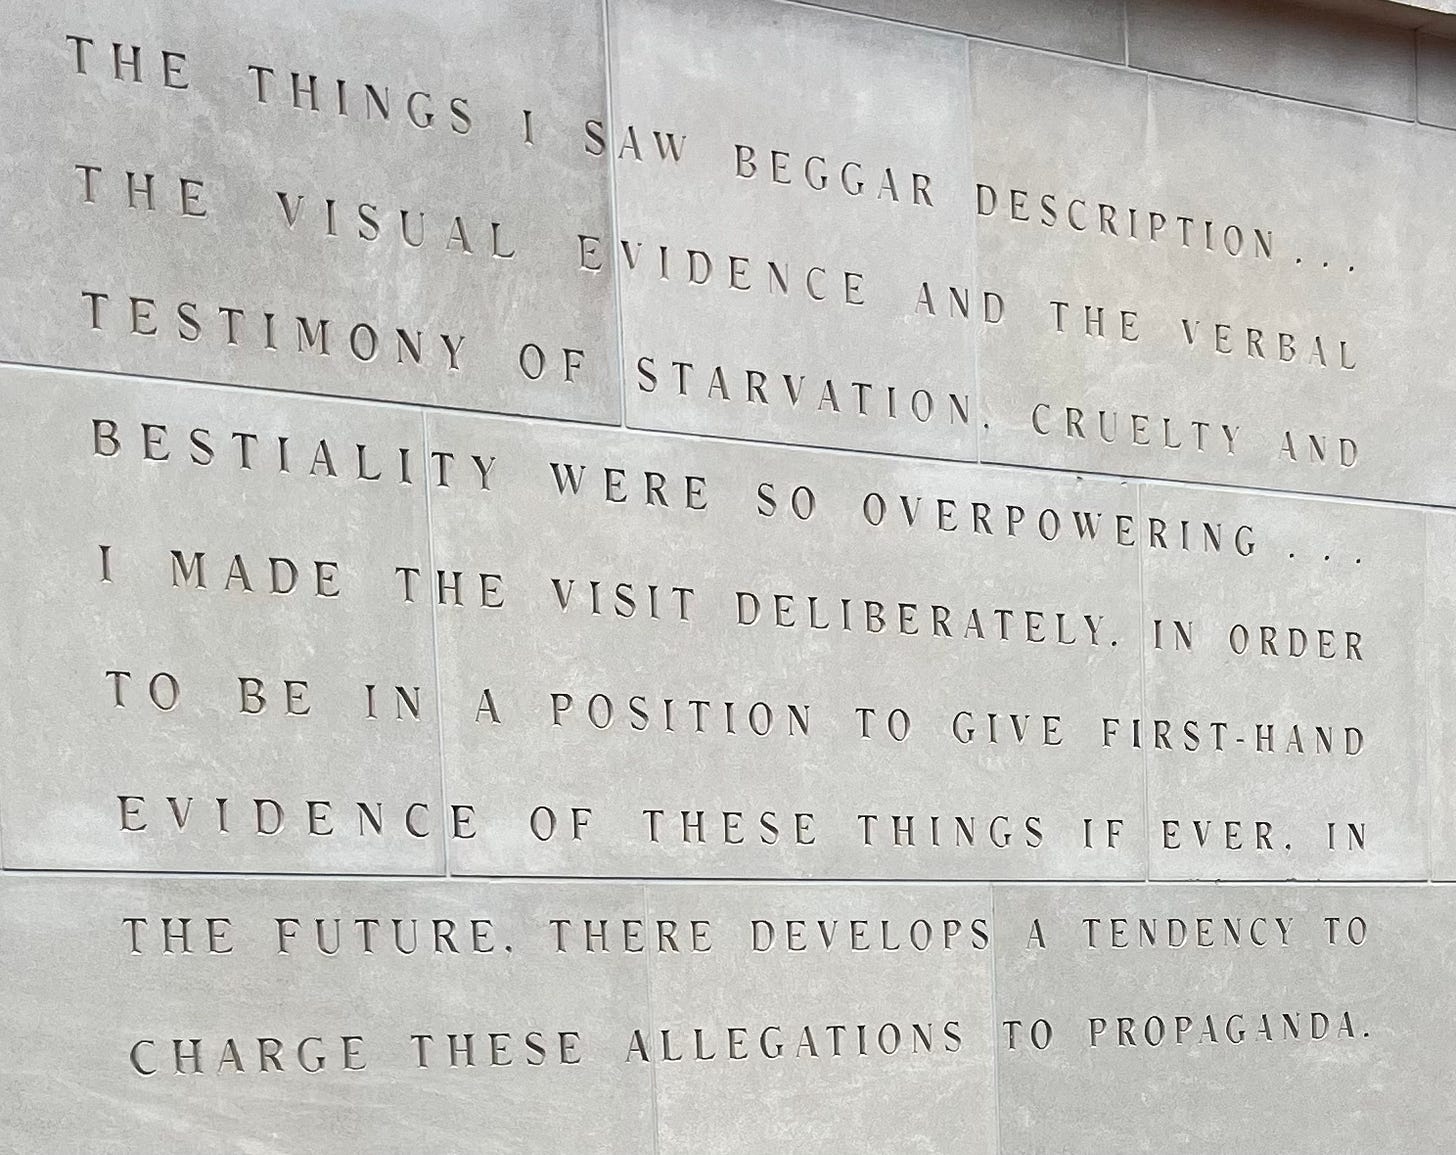 THE THINGS I SAW BEGGAR DESCRIPTION...
THE VISUAL EVIDENCE AND THE VERBAL
TESTIMONY OF STARVATION, CRUELTY AND
BESTIALITY WERE SO OVERPOWERING . . .
I MADE THE VISIT DELIBERATELY, IN ORDER
TO BE IN A POSITION TO GIVE FIRST-HAND
EVIDENCE OF THESE THINGS IF EVER, IN
THE FUTURE, THERE DEVELOPS A TENDENCY TO
CHARGE THESE ALLEGATIONS TO PROPAGANDA.